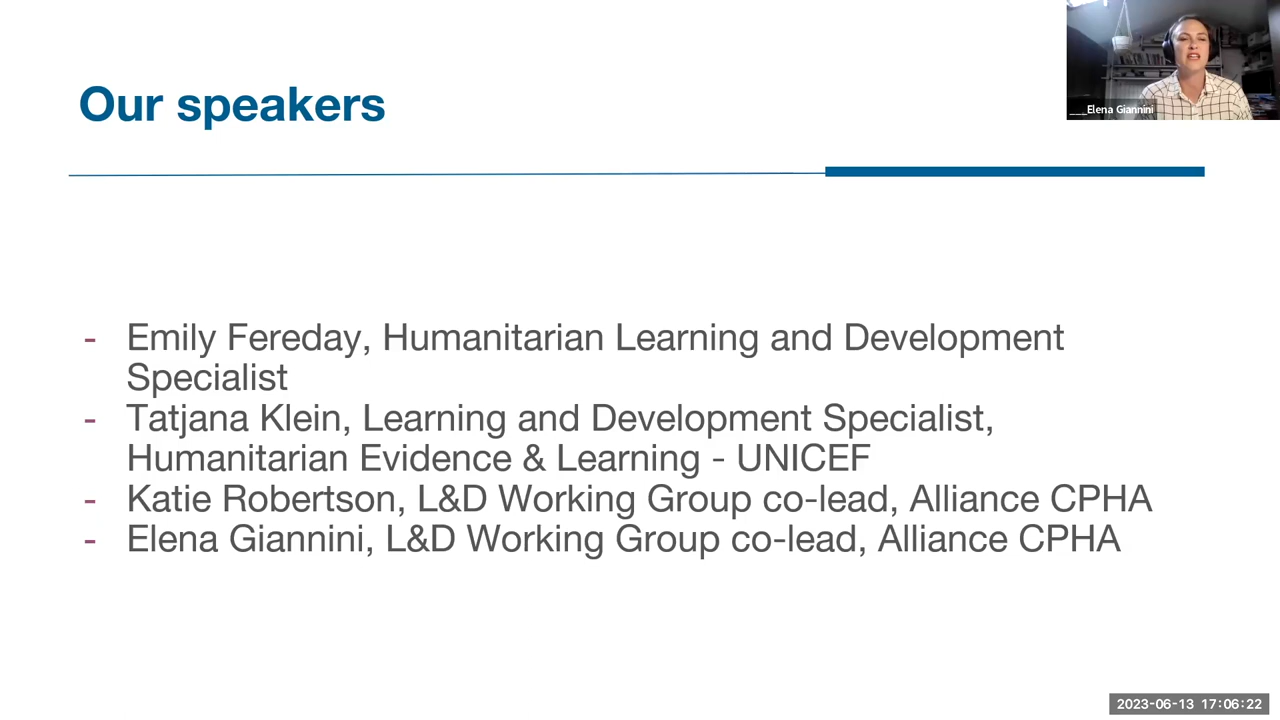 Our speakers
___Elena Giannini
- Emily Fereday, Humanitarian Learning and Development
Specialist
- Tatjana Klein, Learning and Development Specialist,
Humanitarian Evidence & Learning - UNICEF
- Katie Robertson, L&D Working Group co-lead, Alliance CPHA
- Elena Giannini, L&D Working Group co-lead, Alliance CPHA
2023-06-13 17:06:22